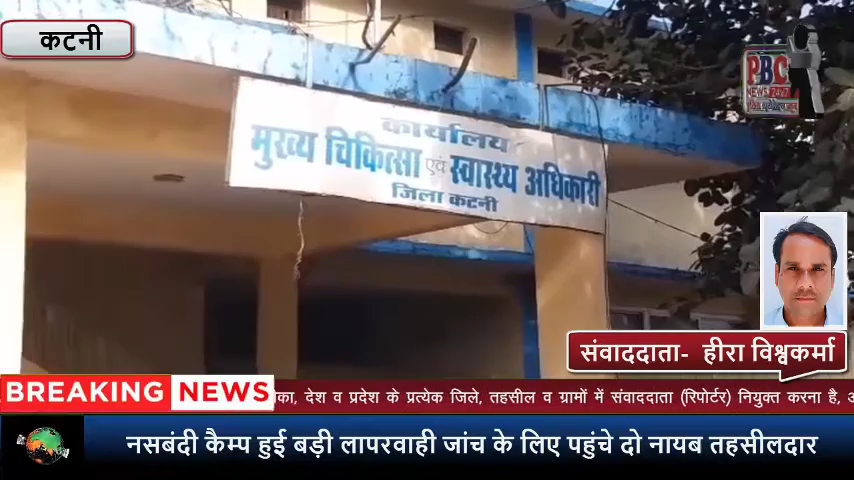 कटनी
PBC
NEWS
कार्यालय
मुख्य चिकित्सा एवं स्वास्थ्य अधिकारी
जिला कटनी
संवाददाता- हीरा विश्वकर्मा
BREAKING NEWS
देश व प्रदेश के प्रत्येक जिले, तहसील व ग्रामों में संवाददाता (रिपोर्टर) नियुक्त करना है,
नसबंदी कैम्प हुई बड़ी लापरवाही जांच के लिए पहुंचे दो नायब तहसीलदार